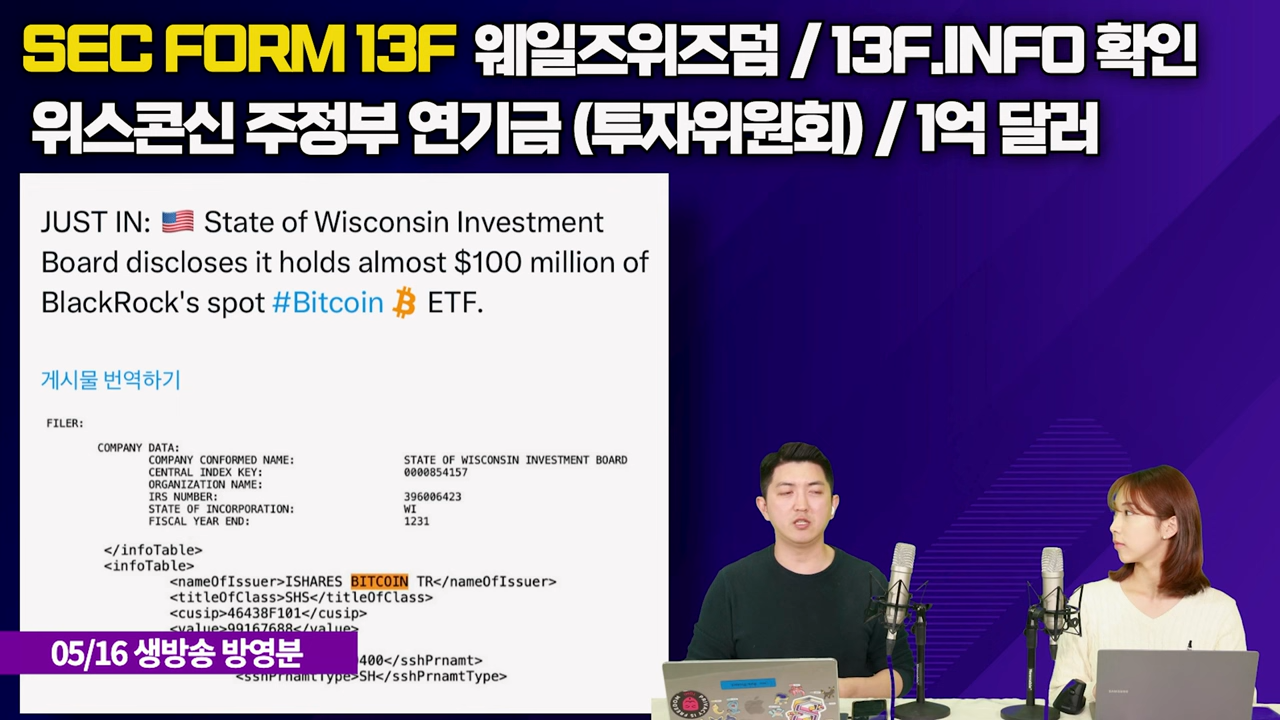 SEC FORM 13F 웨일즈위즈덤 / 13F.INFO 확인
위스콘신 주정부 연기금 (투자위원회) / 1억 달러
JUST IN: 🇺🇸 State of Wisconsin Investment
Board discloses it holds almost $100 million of
BlackRock's spot #Bitcoin ₿ ETF.
게시물 번역하기
FILER:
COMPANY DATA:
COMPANY CONFORMED NAME: STATE OF WISCONSIN INVESTMENT BOARD
CENTRAL INDEX KEY: 0000854157
ORGANIZATION NAME:
IRS NUMBER: 396006423
STATE OF INCORPORATION: WI
FISCAL YEAR END: 1231
</infoTable>
<infoTable>
<nameOfIssuer>ISHARES BITCOIN TR</nameOfIssuer>
<titleOfClass>SHS</titleOfClass>
<cusip>46438F101</cusip>
<value>99167688</value>
400</sshPrnamt>
<sshPrnamtType>SH</sshPrnamtType>
05/16 생방송 방영분